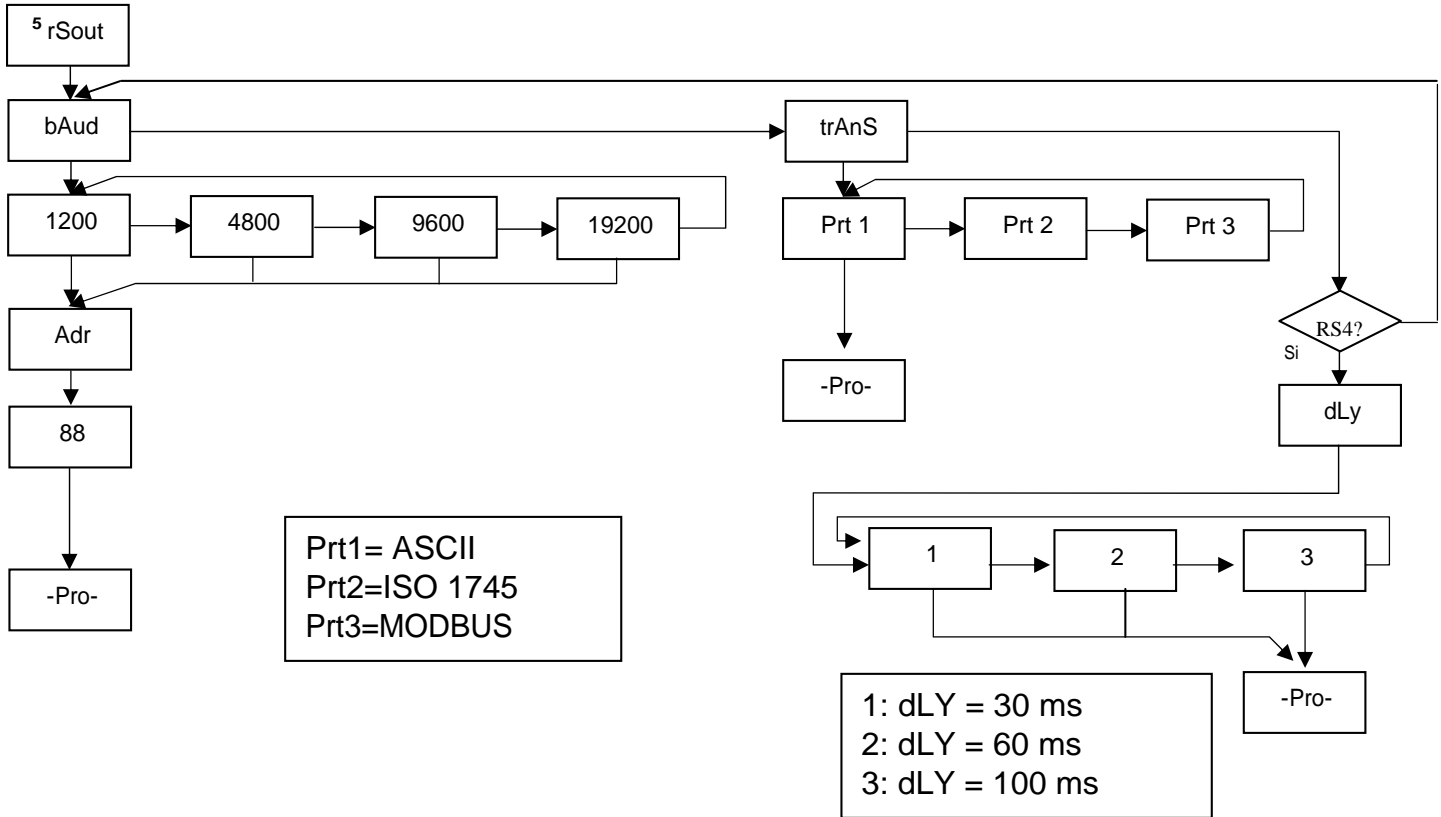 5 rSout
bAud
trAnS
1200
4800
9600
19200
Prt 1
Prt 2
Prt 3
Adr
RS4?
Si
-Pro-
dLy
88
Prt1= ASCII
Prt2=ISO 1745
Prt3=MODBUS
1
2
3
-Pro-
1: dLY = 30 ms
2: dLY = 60 ms
3: dLY = 100 ms
-Pro-